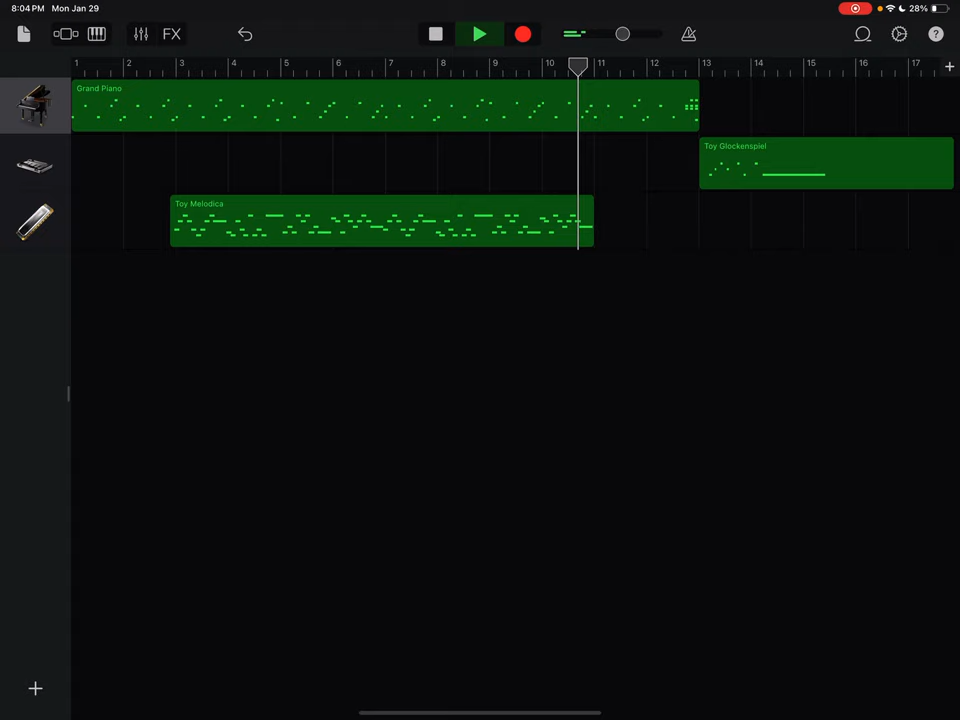 8:04 PM Mon Jan 29
28%
FX
?
1 2 3 4 5 6 7 8 9 10 11 12 13 14 15 16 17 +
Grand Piano
Toy Glockenspiel
Toy Melodica
+